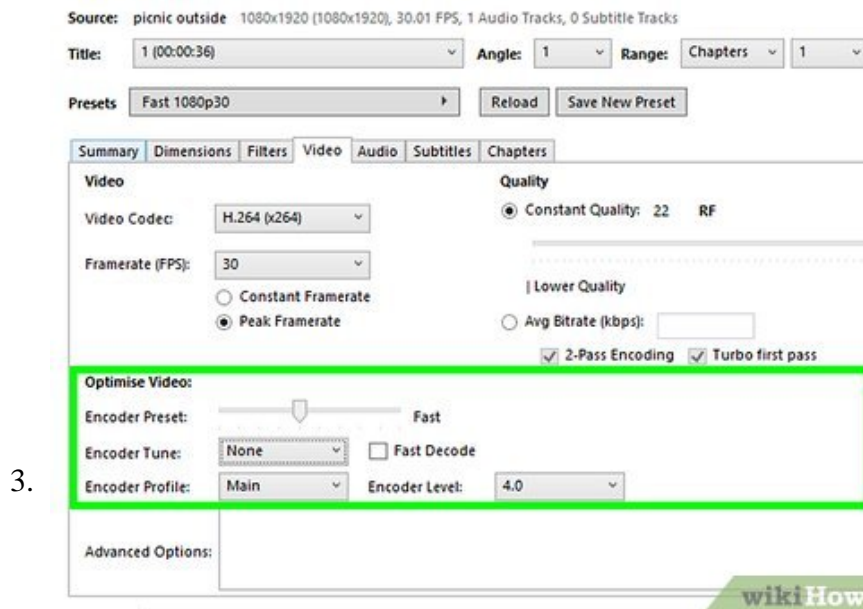 Source: picnic outside 1080x1920 (1080x1920), 30.01 FPS, 1 Audio Tracks, 0 Subtitle Tracks
Title: 1 (00:00:36) Angle: 1 Range: Chapters 1
Presets Fast 1080p30 Reload Save New Preset
Summary Dimensions Filters Video Audio Subtitles Chapters
Video Quality
Video Codec: H.264 (x264) Constant Quality: 22 RF
Framerate (FPS): 30
| Lower Quality
Constant Framerate
Peak Framerate Avg Bitrate (kbps):
2-Pass Encoding Turbo first pass
Optimise Video:
Encoder Preset: Fast
Encoder Tune: None Fast Decode
3. Encoder Profile: Main Encoder Level: 4.0
Advanced Options:
wikiHow